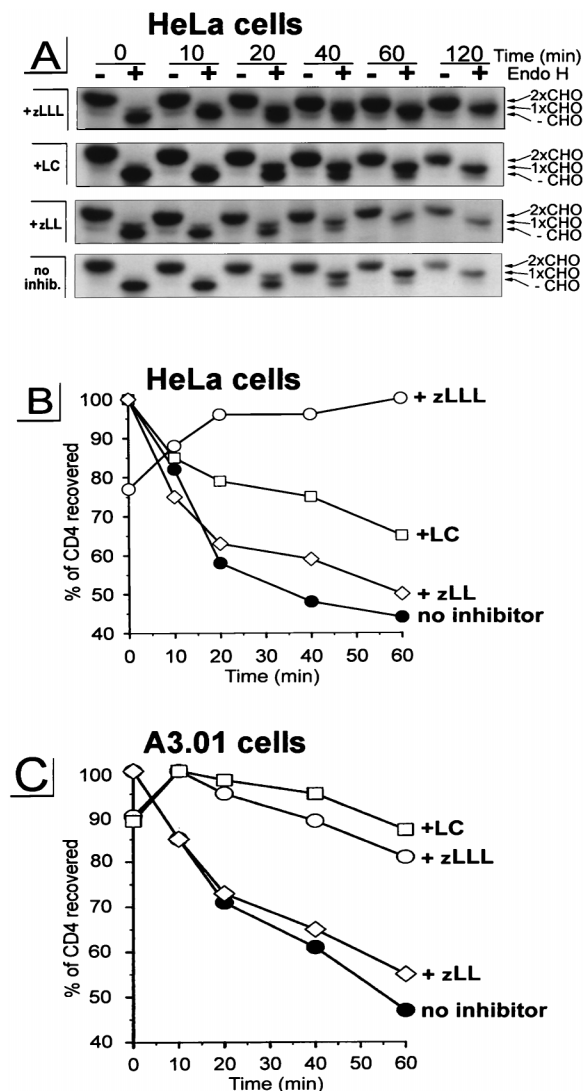 HeLa cells
A
0 10 20 40 60 120 Time (min)
- + - + - + - + - + - + Endo H
+zLLL
2xCHO
1xCHO
- CHO
+LC
2xCHO
1xCHO
- CHO
+zLL
2xCHO
1xCHO
- CHO
no
inhib.
2xCHO
1xCHO
- CHO
B
HeLa cells
% of CD4 recovered
100
90
80
70
60
50
40
+ zLLL
+LC
+ zLL
no inhibitor
0 10 20 30 40 50 60
Time (min)
C
A3.01 cells
% of CD4 recovered
100
90
80
70
60
50
40
+LC
+ zLLL
+ zLL
no inhibitor
0 10 20 30 40 50 60
Time (min)